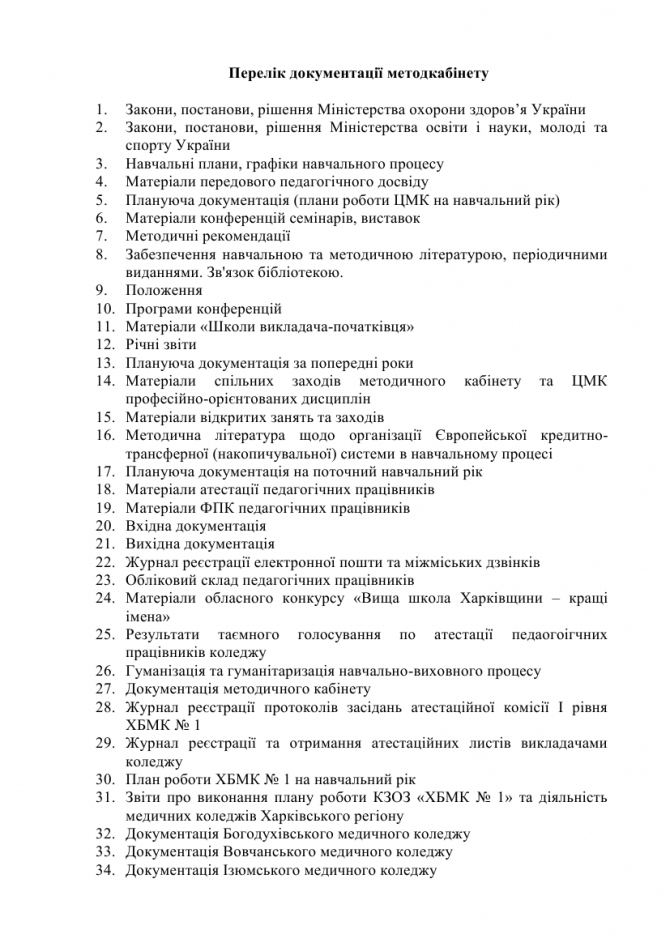 Перелік документації методкабінету
1. Закони, постанови, рішення Міністерства охорони здоров’я України
2. Закони, постанови, рішення Міністерства освіти і науки, молоді та
спорту України
3. Навчальні плани, графіки навчального процесу
4. Матеріали передового педагогічного досвіду
5. Плануюча документація (плани роботи ЦМК на навчальний рік)
6. Матеріали конференцій семінарів, виставок
7. Методичні рекомендації
8. Забезпечення навчальною та методичною літературою, періодичними
виданнями. Зв'язок бібліотекою.
9. Положення
10. Програми конференцій
11. Матеріали «Школи викладача-початківця»
12. Річні звіти
13. Плануюча документація за попередні роки
14. Матеріали спільних заходів методичного кабінету та ЦМК
професійно-орієнтованих дисциплін
15. Матеріали відкритих занять та заходів
16. Методична література щодо організації Європейської кредитно-
трансферної (накопичувальної) системи в навчальному процесі
17. Плануюча документація на поточний навчальний рік
18. Матеріали атестації педагогічних працівників
19. Матеріали ФПК педагогічних працівників
20. Вхідна документація
21. Вихідна документація
22. Журнал реєстрації електронної пошти та міжміських дзвінків
23. Обліковий склад педагогічних працівників
24. Матеріали обласного конкурсу «Вища школа Харківщини – кращі
імена»
25. Результати таємного голосування по атестації педаогоігчних
працівників коледжу
26. Гуманізація та гуманітаризація навчально-виховного процесу
27. Документація методичного кабінету
28. Журнал реєстрації протоколів засідань атестаційної комісії І рівня
ХБМК № 1
29. Журнал реєстрації та отримання атестаційних листів викладачами
коледжу
30. План роботи ХБМК № 1 на навчальний рік
31. Звіти про виконання плану роботи КЗОЗ «ХБМК № 1» та діяльність
медичних коледжів Харківського регіону
32. Документація Богодухівського медичного коледжу
33. Документація Вовчанського медичного коледжу
34. Документація Ізюмського медичного коледжу